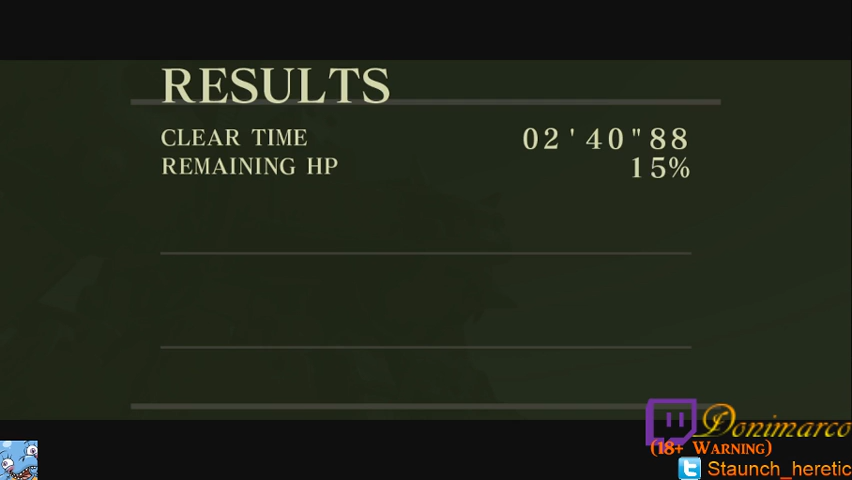 RESULTS
CLEAR TIME 02'40"88
REMAINING HP 15%
Donimarco
(18+ WARNING)
Staunch_heretic